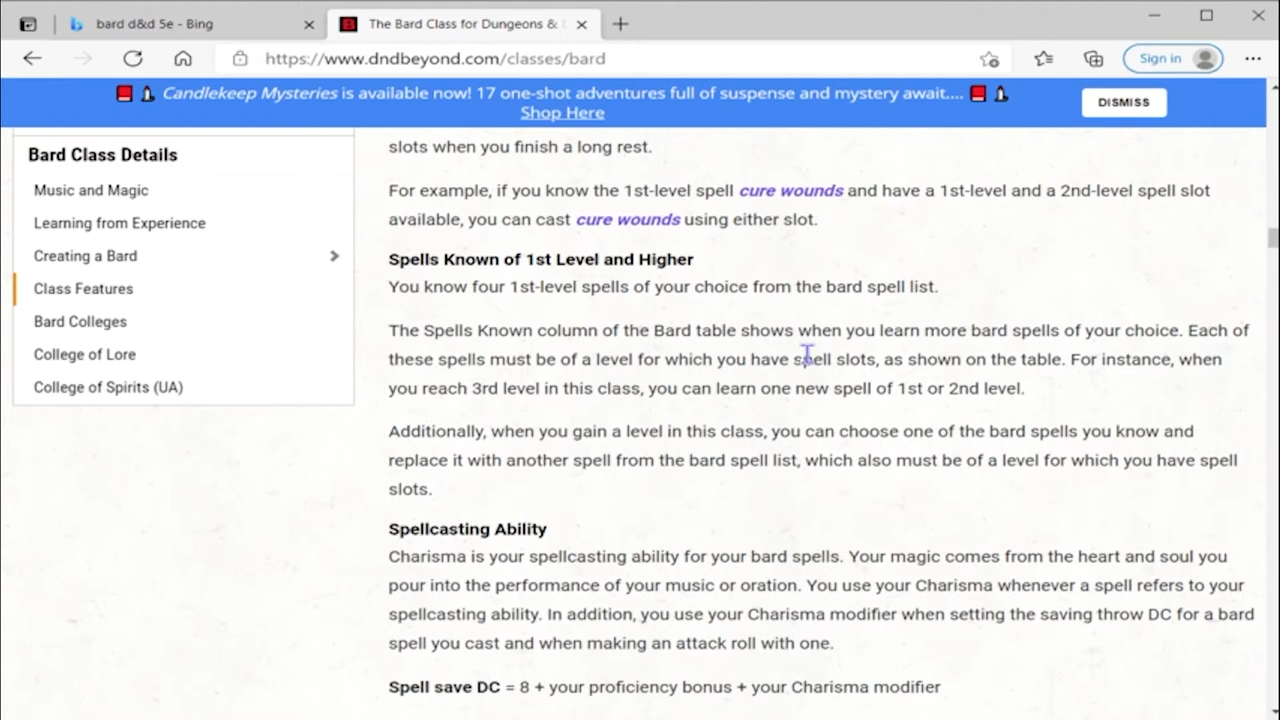 bard d&d 5e - Bing
The Bard Class for Dungeons &
https://www.dndbeyond.com/classes/bard
Sign in
Candlekeep Mysteries is available now! 17 one-shot adventures full of suspense and mystery await....
Shop Here
DISMISS
Bard Class Details
Music and Magic
Learning from Experience
Creating a Bard
Class Features
Bard Colleges
College of Lore
College of Spirits (UA)
slots when you finish a long rest.
For example, if you know the 1st-level spell cure wounds and have a 1st-level and a 2nd-level spell slot
available, you can cast cure wounds using either slot.
Spells Known of 1st Level and Higher
You know four 1st-level spells of your choice from the bard spell list.
The Spells Known column of the Bard table shows when you learn more bard spells of your choice. Each of
these spells must be of a level for which you have spell slots, as shown on the table. For instance, when
you reach 3rd level in this class, you can learn one new spell of 1st or 2nd level.
Additionally, when you gain a level in this class, you can choose one of the bard spells you know and
replace it with another spell from the bard spell list, which also must be of a level for which you have spell
slots.
Spellcasting Ability
Charisma is your spellcasting ability for your bard spells. Your magic comes from the heart and soul you
pour into the performance of your music or oration. You use your Charisma whenever a spell refers to your
spellcasting ability. In addition, you use your Charisma modifier when setting the saving throw DC for a bard
spell you cast and when making an attack roll with one.
Spell save DC = 8 + your proficiency bonus + your Charisma modifier